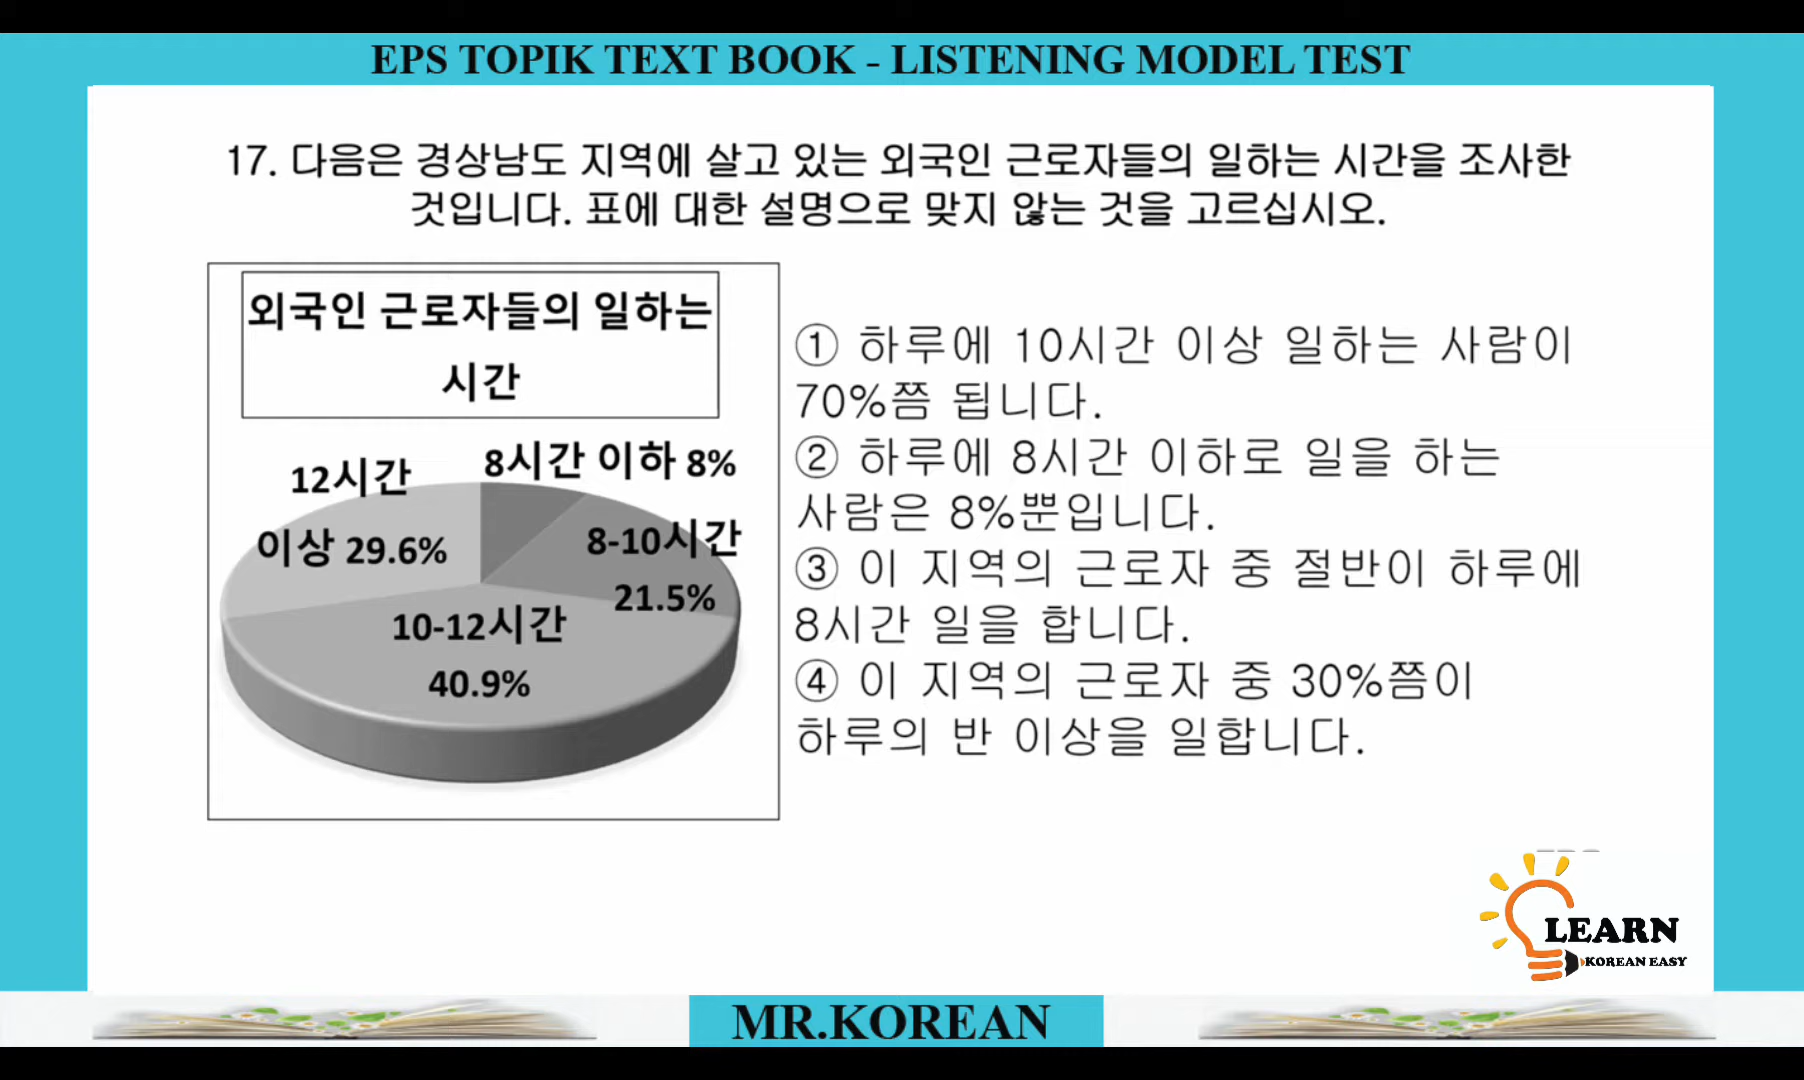 EPS TOPIK TEXT BOOK - LISTENING MODEL TEST
17. 다음은 경상남도 지역에 살고 있는 외국인 근로자들의 일하는 시간을 조사한
것입니다. 표에 대한 설명으로 맞지 않는 것을 고르십시오.
외국인 근로자들의 일하는
시간
8시간 이하 8%
12시간
이상 29.6%
8-10시간
21.5%
10-12시간
40.9%
① 하루에 10시간 이상 일하는 사람이
70%쯤 됩니다.
② 하루에 8시간 이하로 일을 하는
사람은 8%뿐입니다.
③ 이 지역의 근로자 중 절반이 하루에
8시간 일을 합니다.
④ 이 지역의 근로자 중 30%쯤이
하루의 반 이상을 일합니다.
LEARN
KOREAN EASY
MR.KOREAN